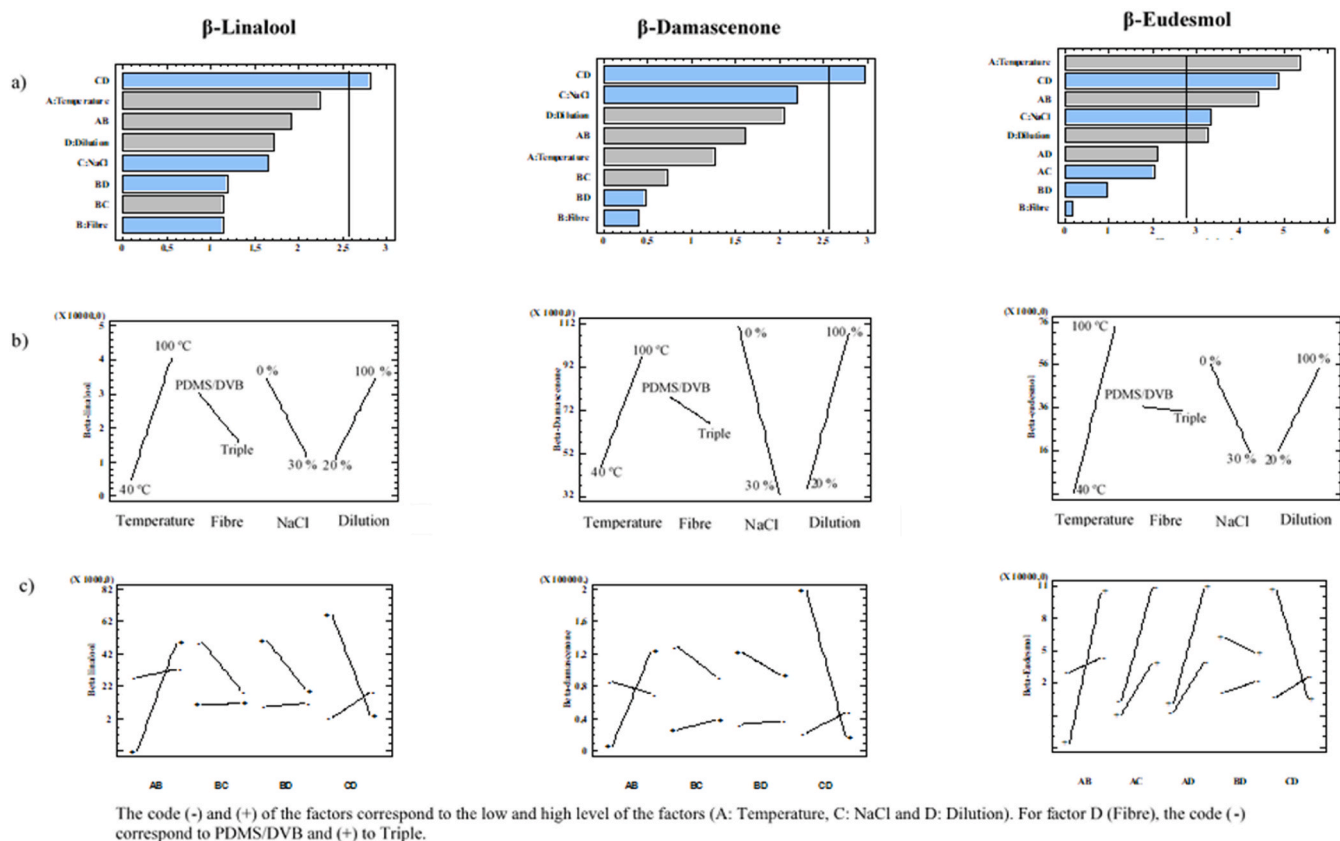 β-Linalool
β-Damascenone
β-Eudesmol
a)
CD
A:Temperature
AB
D:Dilution
C:NaCl
BD
BC
B:Fibre
0 0,5 1 1,5 2 2,5 3
CD
C:NaCl
D:Dilution
AB
A:Temperature
BC
BD
B:Fibre
0 0,5 1 1,5 2 2,5 3
A:Temperature
CD
AB
C:NaCl
D:Dilution
AD
AC
BD
B:Fibre
0 1 2 3 4 5 6
b)
(X 10000,0)
Beta-linalool
5
4
3
2
1
0
100 ºC
40 ºC
PDMS/DVB
Triple
0 %
30 %
100 %
20 %
Temperature Fibre NaCl Dilution
(X 1000,0)
Beta-Damascenone
112
92
72
52
32
100 ºC
40 ºC
PDMS/DVB
Triple
0 %
30 %
100 %
20 %
Temperature Fibre NaCl Dilution
(X 1000,0)
Beta-eudesmol
76
56
36
16
100 ºC
40 ºC
PDMS/DVB
Triple
0 %
30 %
100 %
20 %
Temperature Fibre NaCl Dilution
c)
(X 1000,0)
Beta linalool
82
62
42
22
2
AB BC BD CD
(X 100000,)
Beta-damascenone
2
1,6
1,2
0,8
0,4
0
AB BC BD CD
(X 10000,0)
Beta-Eudesmol
11
8
5
2
AB AC AD BD CD
The code (-) and (+) of the factors correspond to the low and high level of the factors (A: Temperature, C: NaCl and D: Dilution). For factor D (Fibre), the code (-)
correspond to PDMS/DVB and (+) to Triple.